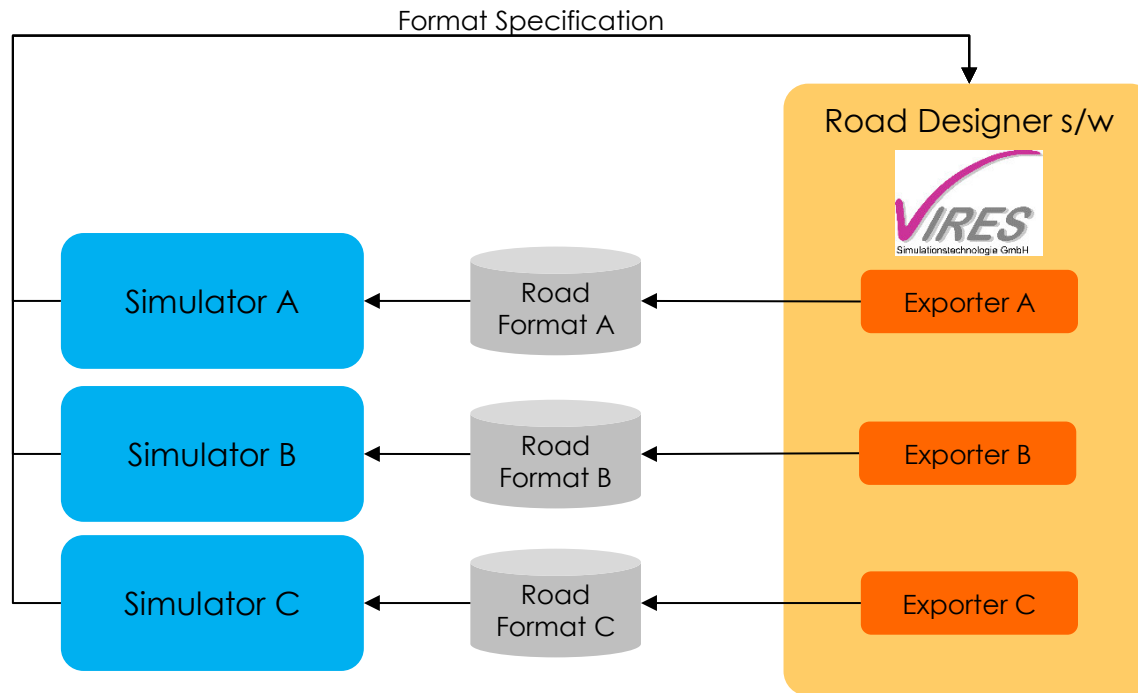 Format Specification
Road Designer s/w
VIRES
Simulationstechnologie GmbH
Simulator A
Road
Format A
Exporter A
Simulator B
Road
Format B
Exporter B
Simulator C
Road
Format C
Exporter C